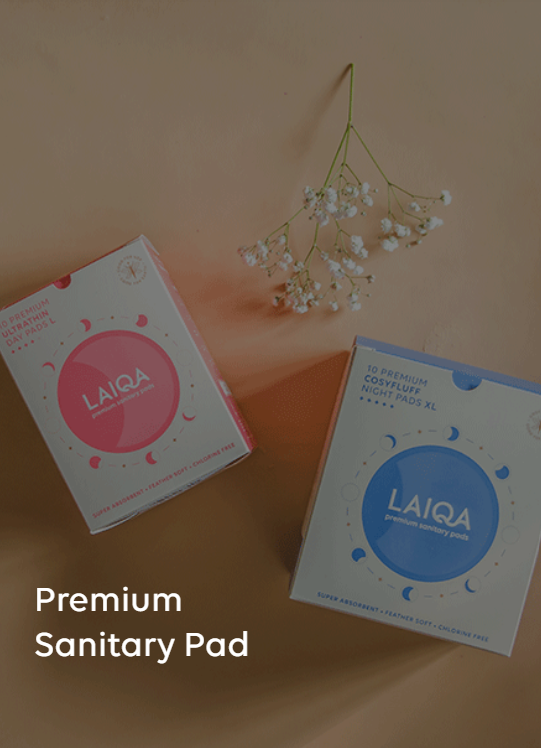 PREMIUM
ULTRATHIN
DAY PADS L
LAIQA
premium sanitary pads
SUPER ABSORBENT • FEATHER SOFT • CHLORINE FREE
10 PREMIUM
COSYFLUFF
NIGHT PADS XL
LAIQA
premium sanitary pads
SUPER ABSORBENT • FEATHER SOFT • CHLORINE FREE
Premium
Sanitary Pad